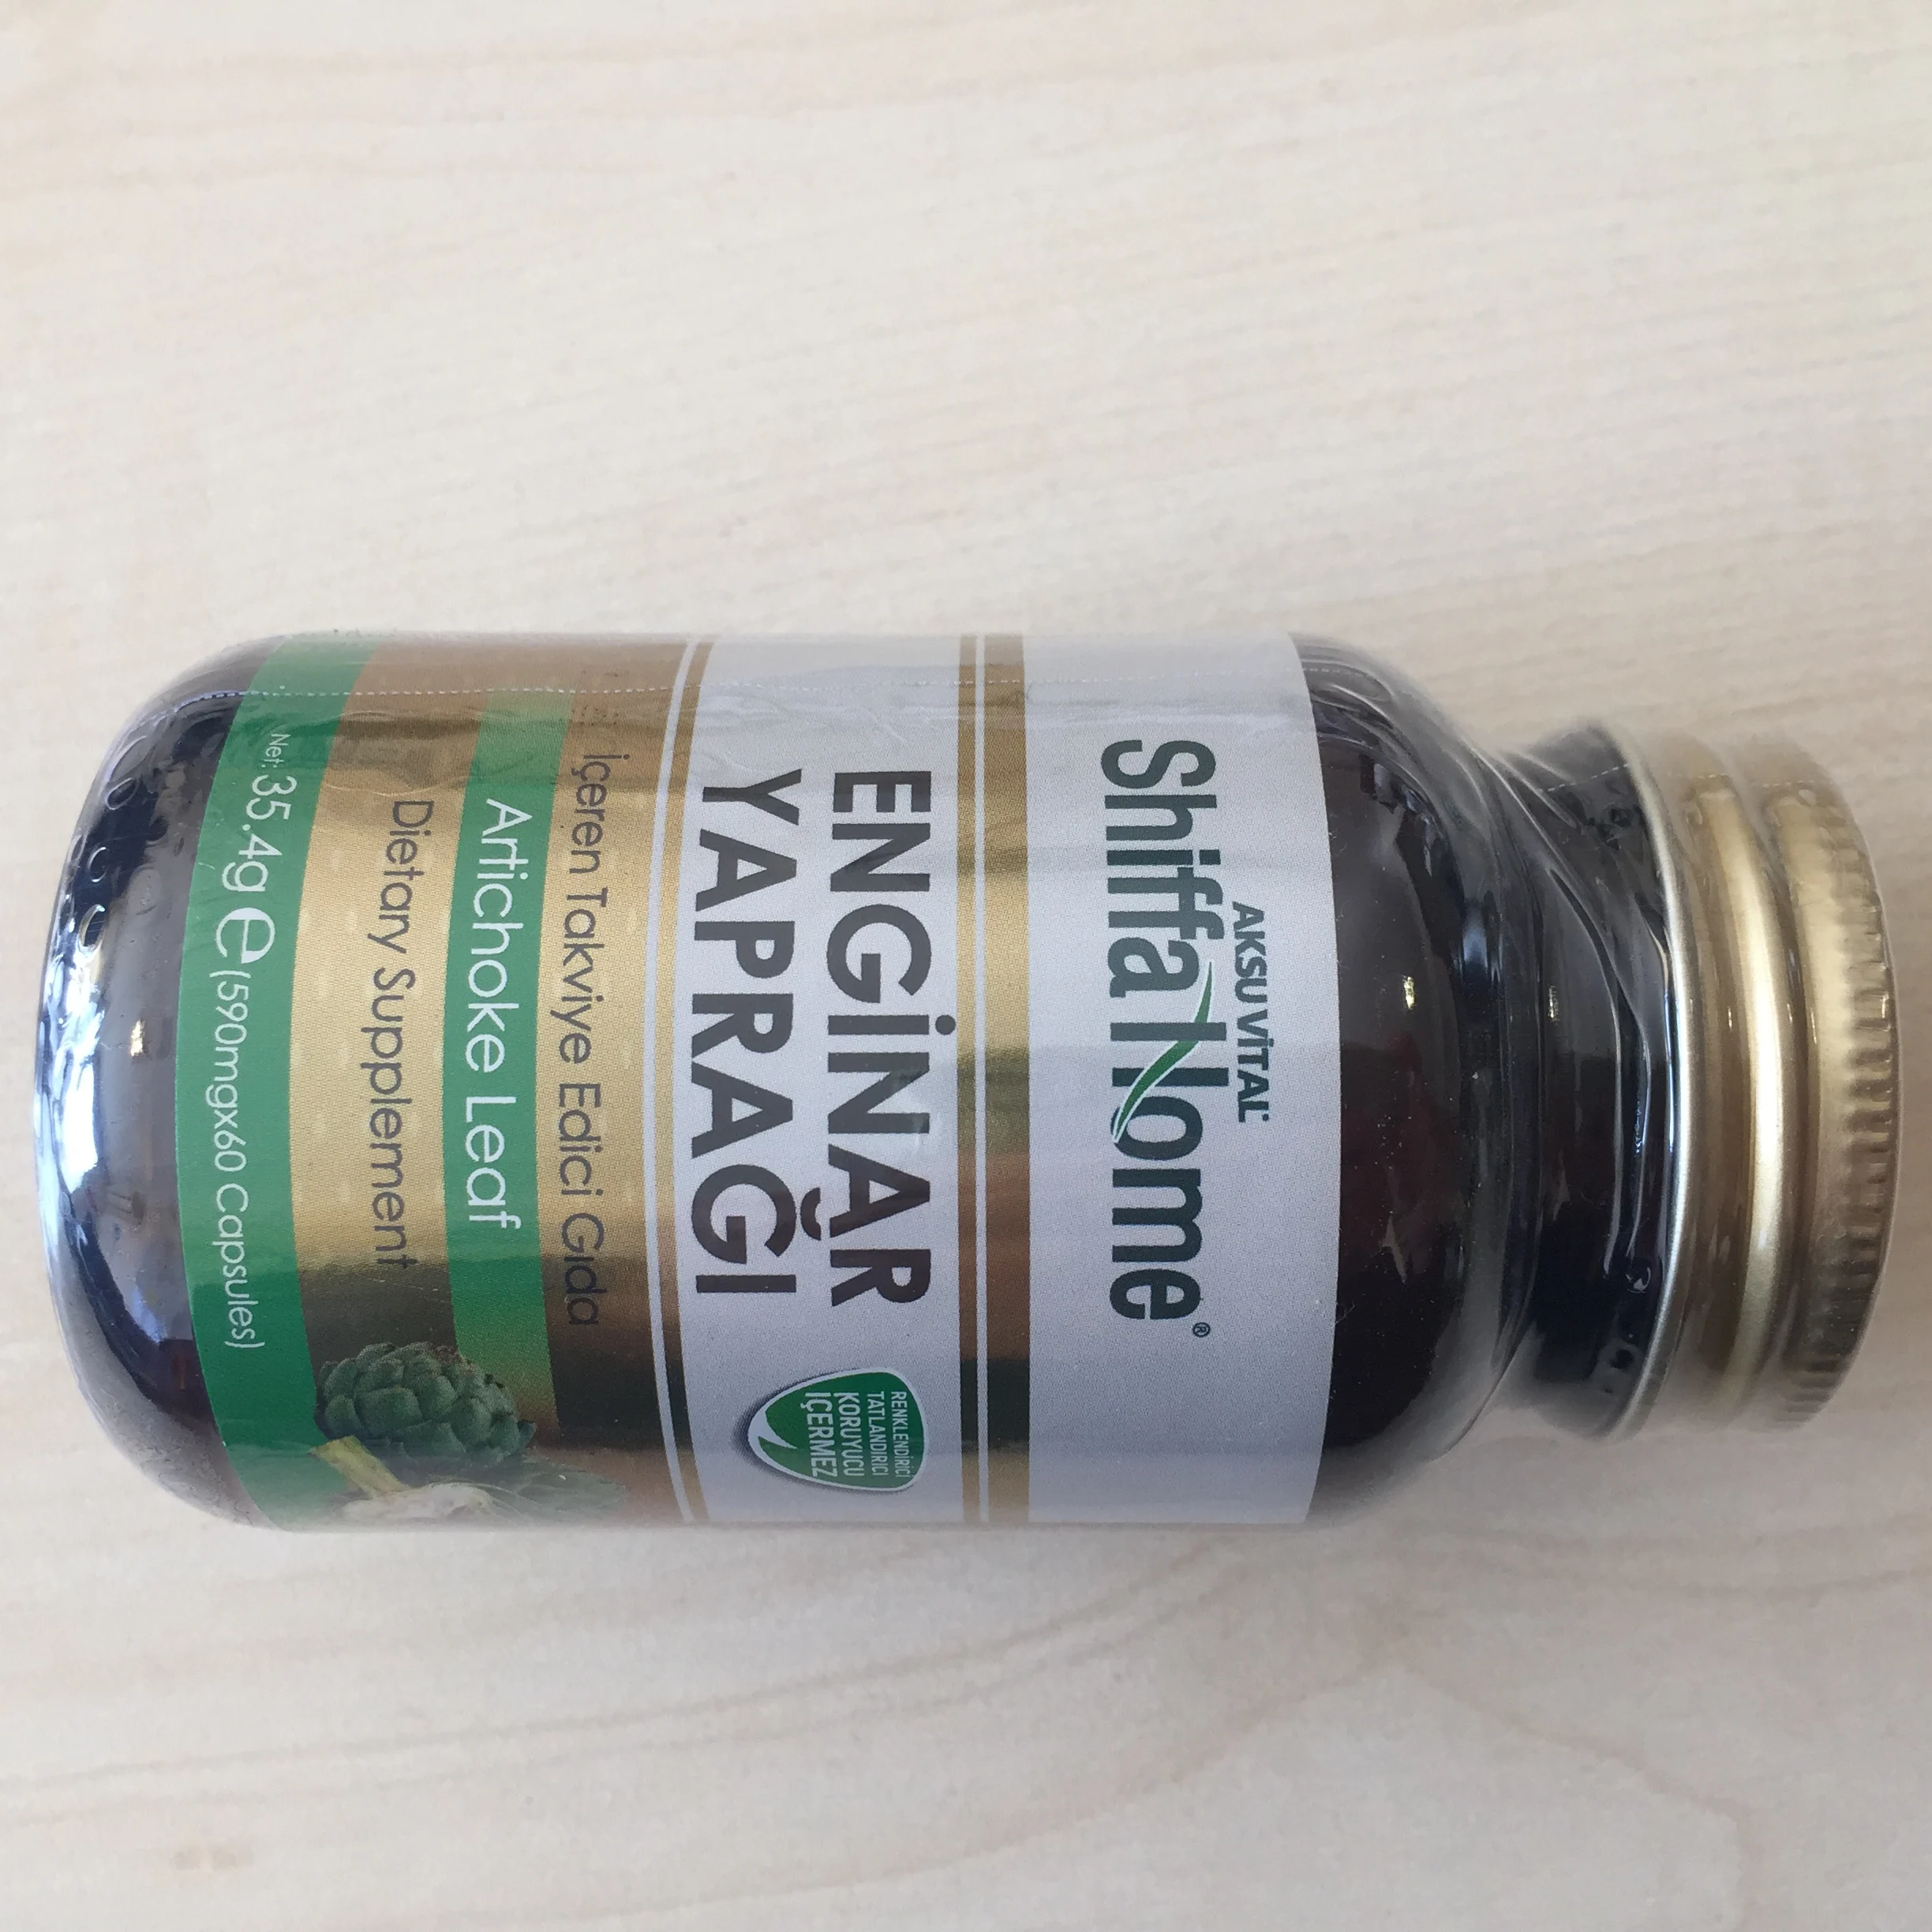 AKSU VİTAL
Shiffa Home®
ENGİNAR
YAPRAĞI
RENKLENDİRİCİ
TATLANDIRICI
KORUYUCU
İÇERMEZ
İçeren Takviye Edici Gıda
Artichoke Leaf
Dietary Supplement
Net: 35.4g e (590mgx60 Capsules)